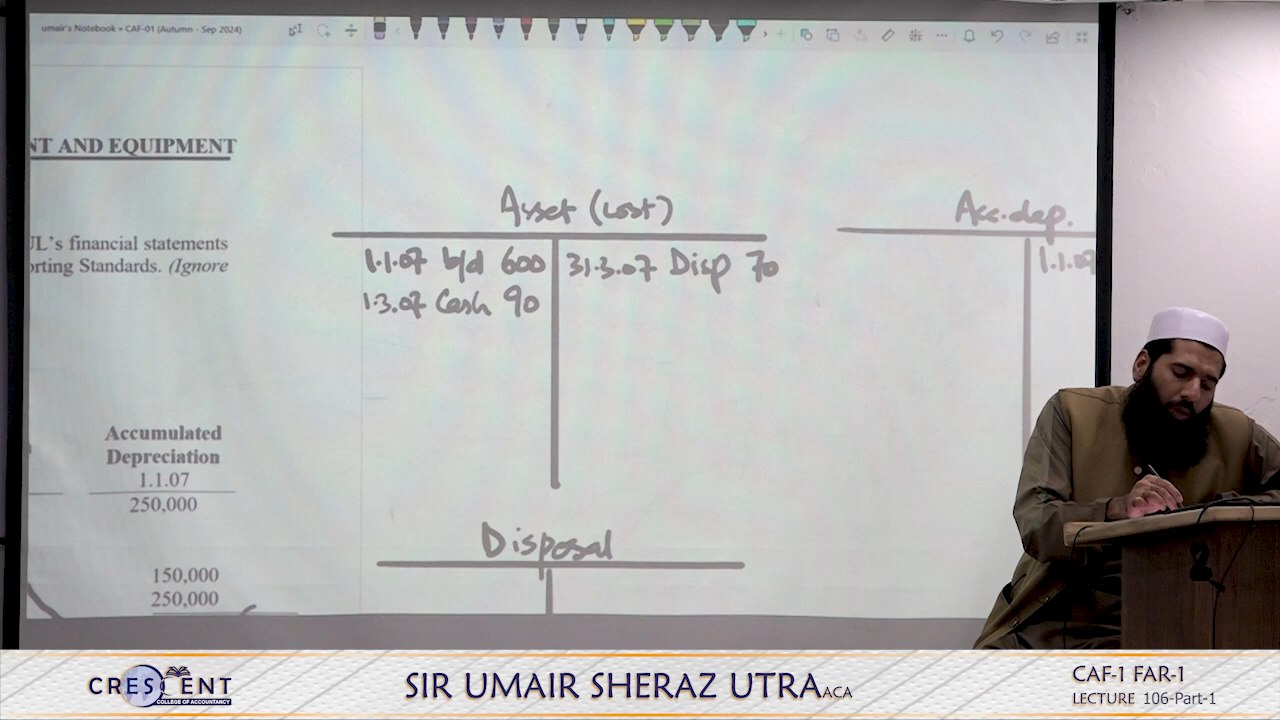 umair's Notebook » CAF-01 (Autumn - Sep 2024)
NT AND EQUIPMENT
JL's financial statements
orting Standards. (Ignore
Accumulated
Depreciation
1.1.07
250,000
150,000
250,000
Asset (Cost)
1.1.07 b/d 600
1.3.07 Cash 90
31.3.07 Disp 70
Acc.dep.
1.1.07
Disposal
CRESCENT
COLLEGE OF ACCOUNTANCY
SIR UMAIR SHERAZ UTRA ACA
CAF-1 FAR-1
LECTURE 106-Part-1